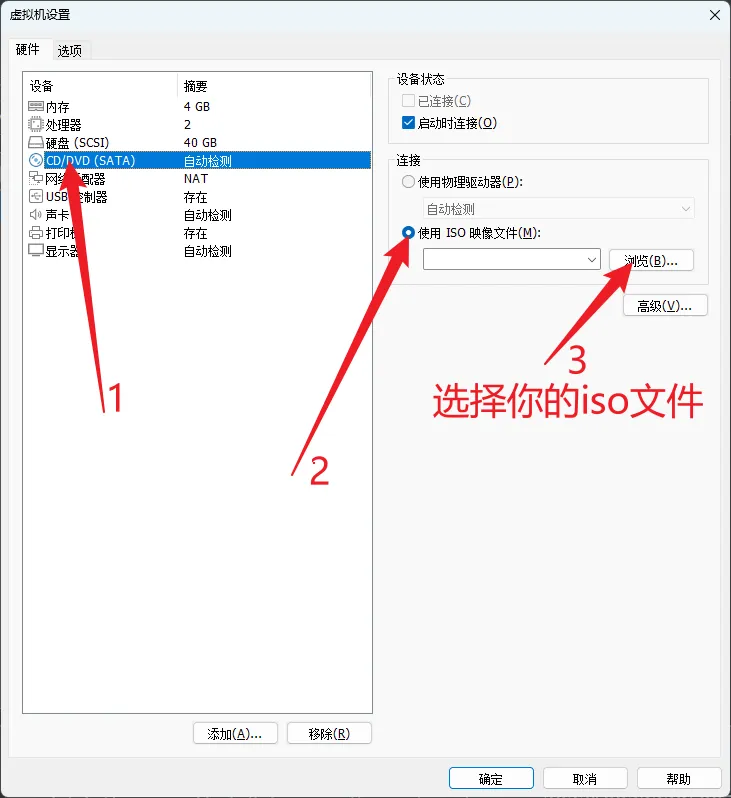 虚拟机设置
硬件 选项
设备 摘要
内存 4 GB
处理器 2
硬盘 (SCSI) 40 GB
CD/DVD (SATA) 自动检测
网络 配器 NAT
USB 控制器 存在
声卡 自动检测
打印机 存在
显示器 自动检测
添加(A)... 移除(R)
设备状态
已连接(C)
启动时连接(O)
连接
使用物理驱动器(P):
自动检测
使用 ISO 映像文件(M):
浏览(B)...
高级(V)...
1
2
3
选择你的iso文件
确定 取消 帮助